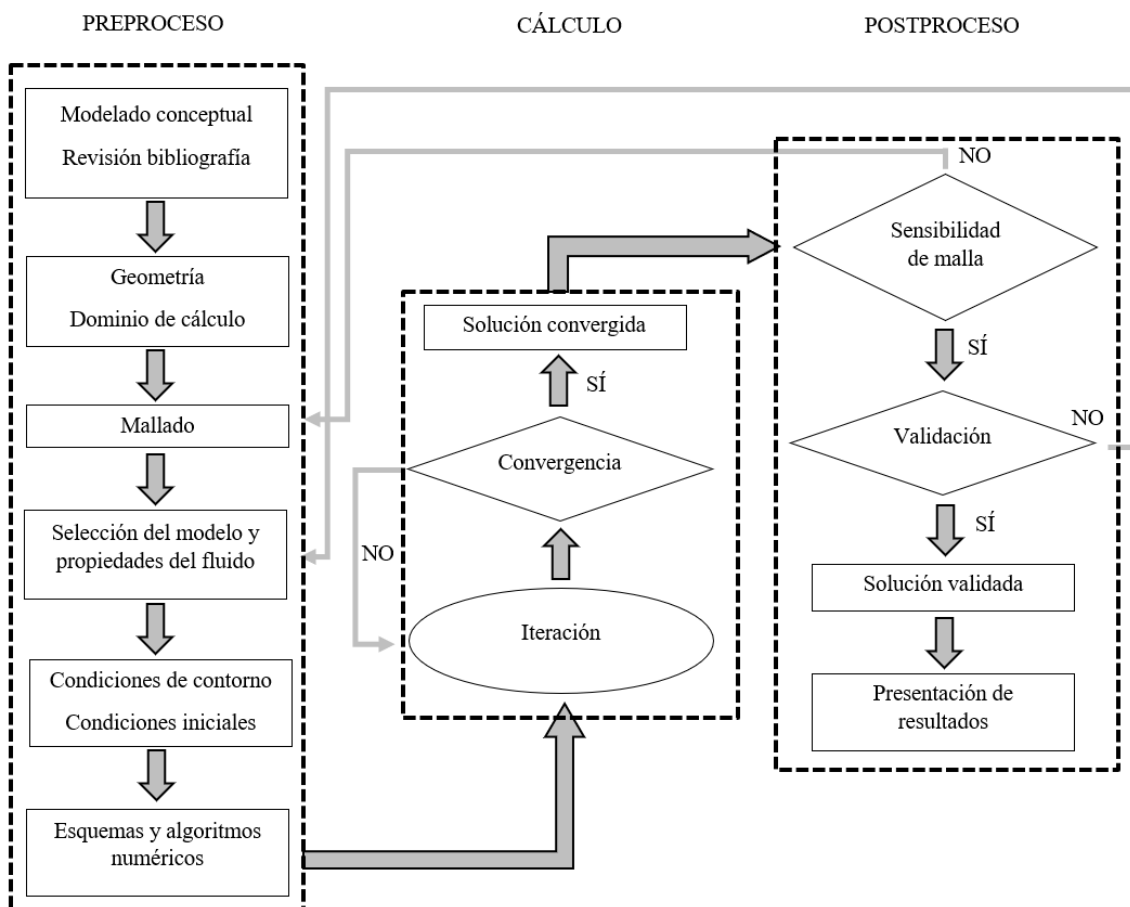 PREPROCESO
CÁLCULO
POSTPROCESO
Modelado conceptual
Revisión bibliografía
Geometría
Dominio de cálculo
Mallado
Selección del modelo y
propiedades del fluido
Condiciones de contorno
Condiciones iniciales
Esquemas y algoritmos
numéricos
Solución convergida
SÍ
Convergencia
NO
Iteración
NO
Sensibilidad
de malla
SÍ
NO
Validación
SÍ
Solución validada
Presentación de
resultados